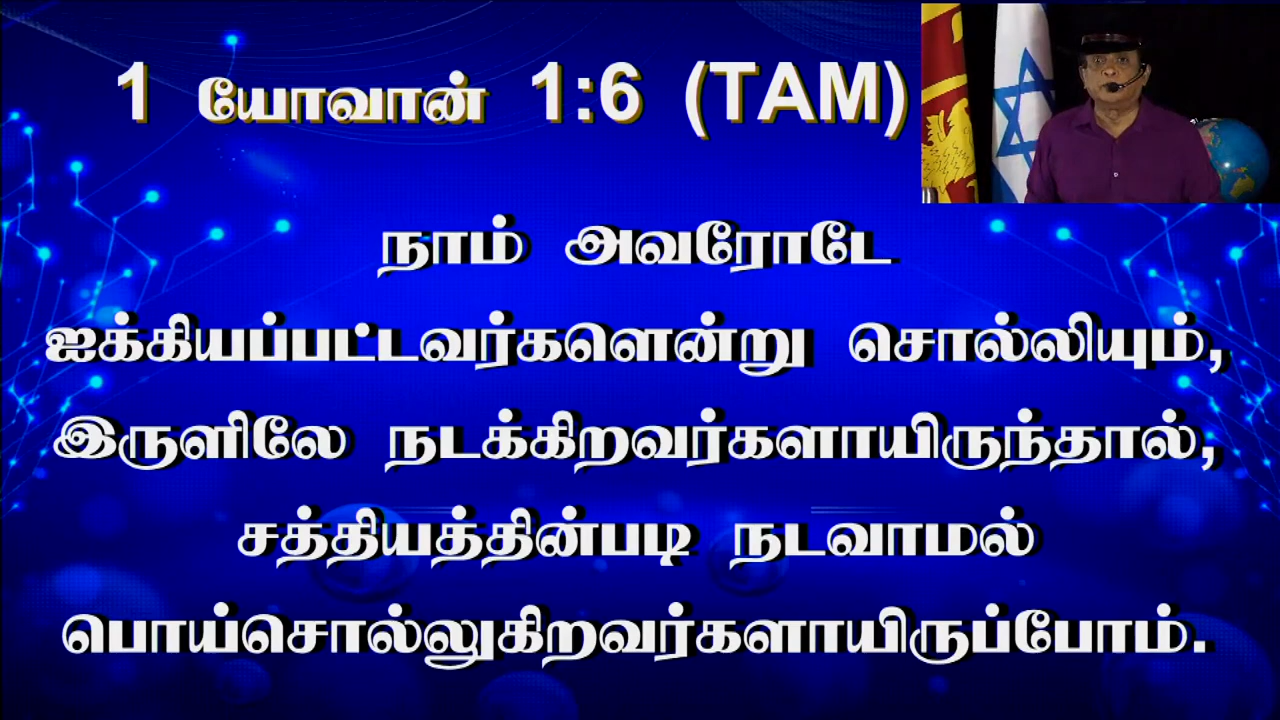 1 யோவான் 1:6 (TAM)
நாம் அவரோடே
ஐக்கியப்பட்டவர்களென்று சொல்லியும்,
இருளிலே நடக்கிறவர்களாயிருந்தால்,
சத்தியத்தின்படி நடவாமல்
பொய்சொல்லுகிறவர்களாயிருப்போம்.